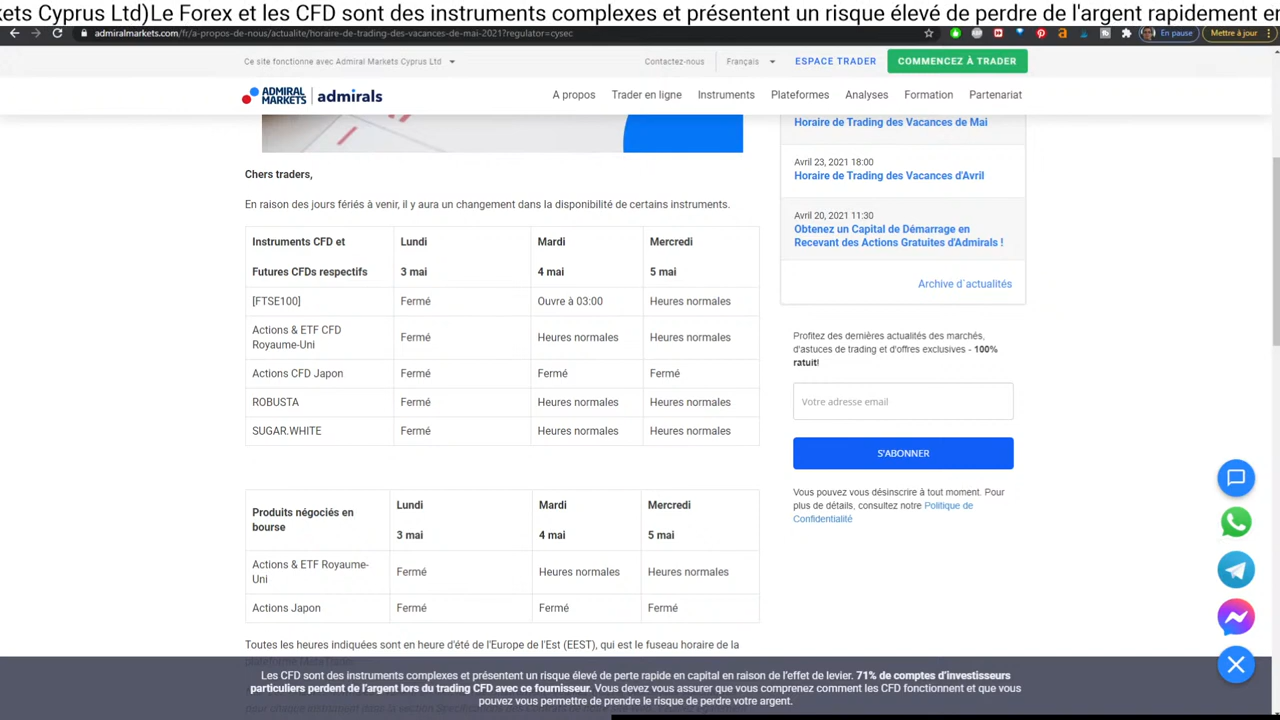 kets Cyprus Ltd)Le Forex et les CFD sont des instruments complexes et présentent un risque élevé de perdre de l'argent rapidement en
admiralmarkets.com/fr/a-propos-de-nous/actualite/horaire-de-trading-des-vacances-de-mai-2021?regulator=cysec
En pause
Mettre à jour
Ce site fonctionne avec Admiral Markets Cyprus Ltd
Contactez-nous
Français
ESPACE TRADER
COMMENCEZ À TRADER
ADMIRAL MARKETS
admirals
A propos
Trader en ligne
Instruments
Plateformes
Analyses
Formation
Partenariat
Chers traders,
En raison des jours fériés à venir, il y aura un changement dans la disponibilité de certains instruments.
Instruments CFD et
Futures CFDs respectifs
Lundi
3 mai
Mardi
4 mai
Mercredi
5 mai
[FTSE100]
Fermé
Ouvre à 03:00
Heures normales
Actions & ETF CFD
Royaume-Uni
Fermé
Heures normales
Heures normales
Actions CFD Japon
Fermé
Fermé
Fermé
ROBUSTA
Fermé
Heures normales
Heures normales
SUGAR.WHITE
Fermé
Heures normales
Heures normales
Produits négociés en
bourse
Lundi
3 mai
Mardi
4 mai
Mercredi
5 mai
Actions & ETF Royaume-
Uni
Fermé
Heures normales
Heures normales
Actions Japon
Fermé
Fermé
Fermé
Toutes les heures indiquées sont en heure d'été de l'Europe de l'Est (EEST), qui est le fuseau horaire de la
Horaire de Trading des Vacances de Mai
Avril 23, 2021 18:00
Horaire de Trading des Vacances d'Avril
Avril 20, 2021 11:30
Obtenez un Capital de Démarrage en
Recevant des Actions Gratuites d'Admirals !
Archive d`actualités
Profitez des dernières actualités des marchés,
d'astuces de trading et d'offres exclusives - 100%
ratuit!
Votre adresse email
S'ABONNER
Vous pouvez vous désinscrire à tout moment. Pour
plus de détails, consultez notre Politique de
Confidentialité
Les CFD sont des instruments complexes et présentent un risque élevé de perte rapide en capital en raison de l'effet de levier. 71% de comptes d'investisseurs
particuliers perdent de l'argent lors du trading CFD avec ce fournisseur. Vous devez vous assurer que vous comprenez comment les CFD fonctionnent et que vous
pouvez vous permettre de prendre le risque de perdre votre argent.